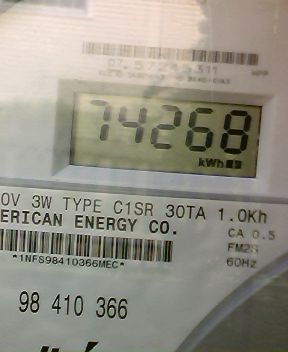 74268
kWh
0V 3W TYPE C1SR 30TA 1.0Kh
ERICAN ENERGY CO.
CA 0.5
*1NFS98410366MEC*
FM2S
60Hz
98 410 366